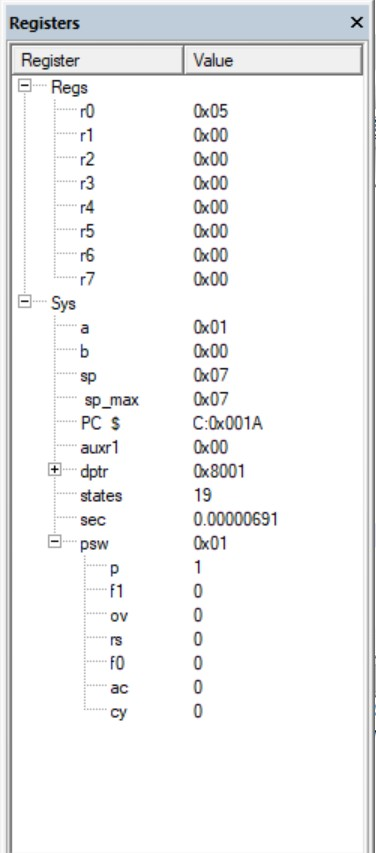 Registers
Register Value
Regs
r0 0x05
r1 0x00
r2 0x00
r3 0x00
r4 0x00
r5 0x00
r6 0x00
r7 0x00
Sys
a 0x01
b 0x00
sp 0x07
sp_max 0x07
PC $ C:0x001A
auxr1 0x00
dptr 0x8001
states 19
sec 0.00000691
psw 0x01
p 1
f1 0
ov 0
rs 0
f0 0
ac 0
cy 0